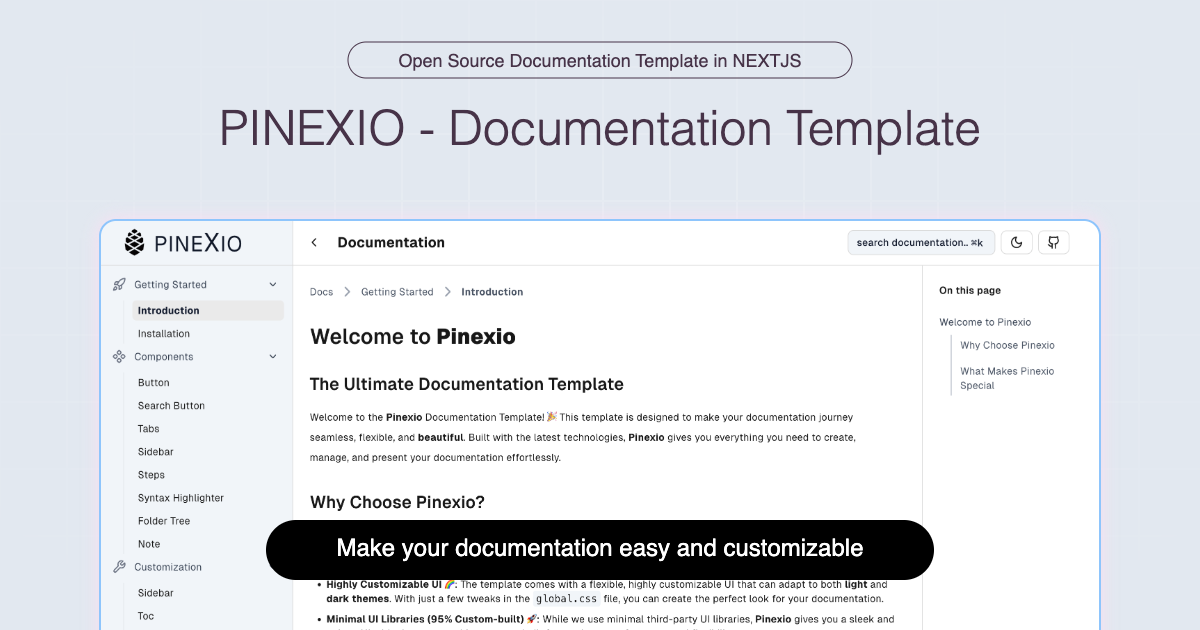 Open Source Documentation Template in NEXTJS
PINEXIO - Documentation Template
PINEXIO
Documentation
search documentation.. ⌘k
Getting Started
Introduction
Installation
Components
Button
Search Button
Tabs
Sidebar
Steps
Syntax Highlighter
Folder Tree
Note
Customization
Sidebar
Toc
Docs > Getting Started > Introduction
Welcome to Pinexio
The Ultimate Documentation Template
Welcome to the Pinexio Documentation Template!🎉 This template is designed to make your documentation journey
seamless, flexible, and beautiful. Built with the latest technologies, Pinexio gives you everything you need to create,
manage, and present your documentation effortlessly.
Why Choose Pinexio?
Make your documentation easy and customizable
• Highly Customizable UI 🌈: The template comes with a flexible, highly customizable UI that can adapt to both light and
dark themes. With just a few tweaks in the global.css file, you can create the perfect look for your documentation.
• Minimal UI Libraries (95% Custom-built) 🚀: While we use minimal third-party UI libraries, Pinexio gives you a sleek and
On this page
Welcome to Pinexio
Why Choose Pinexio
What Makes Pinexio
Special